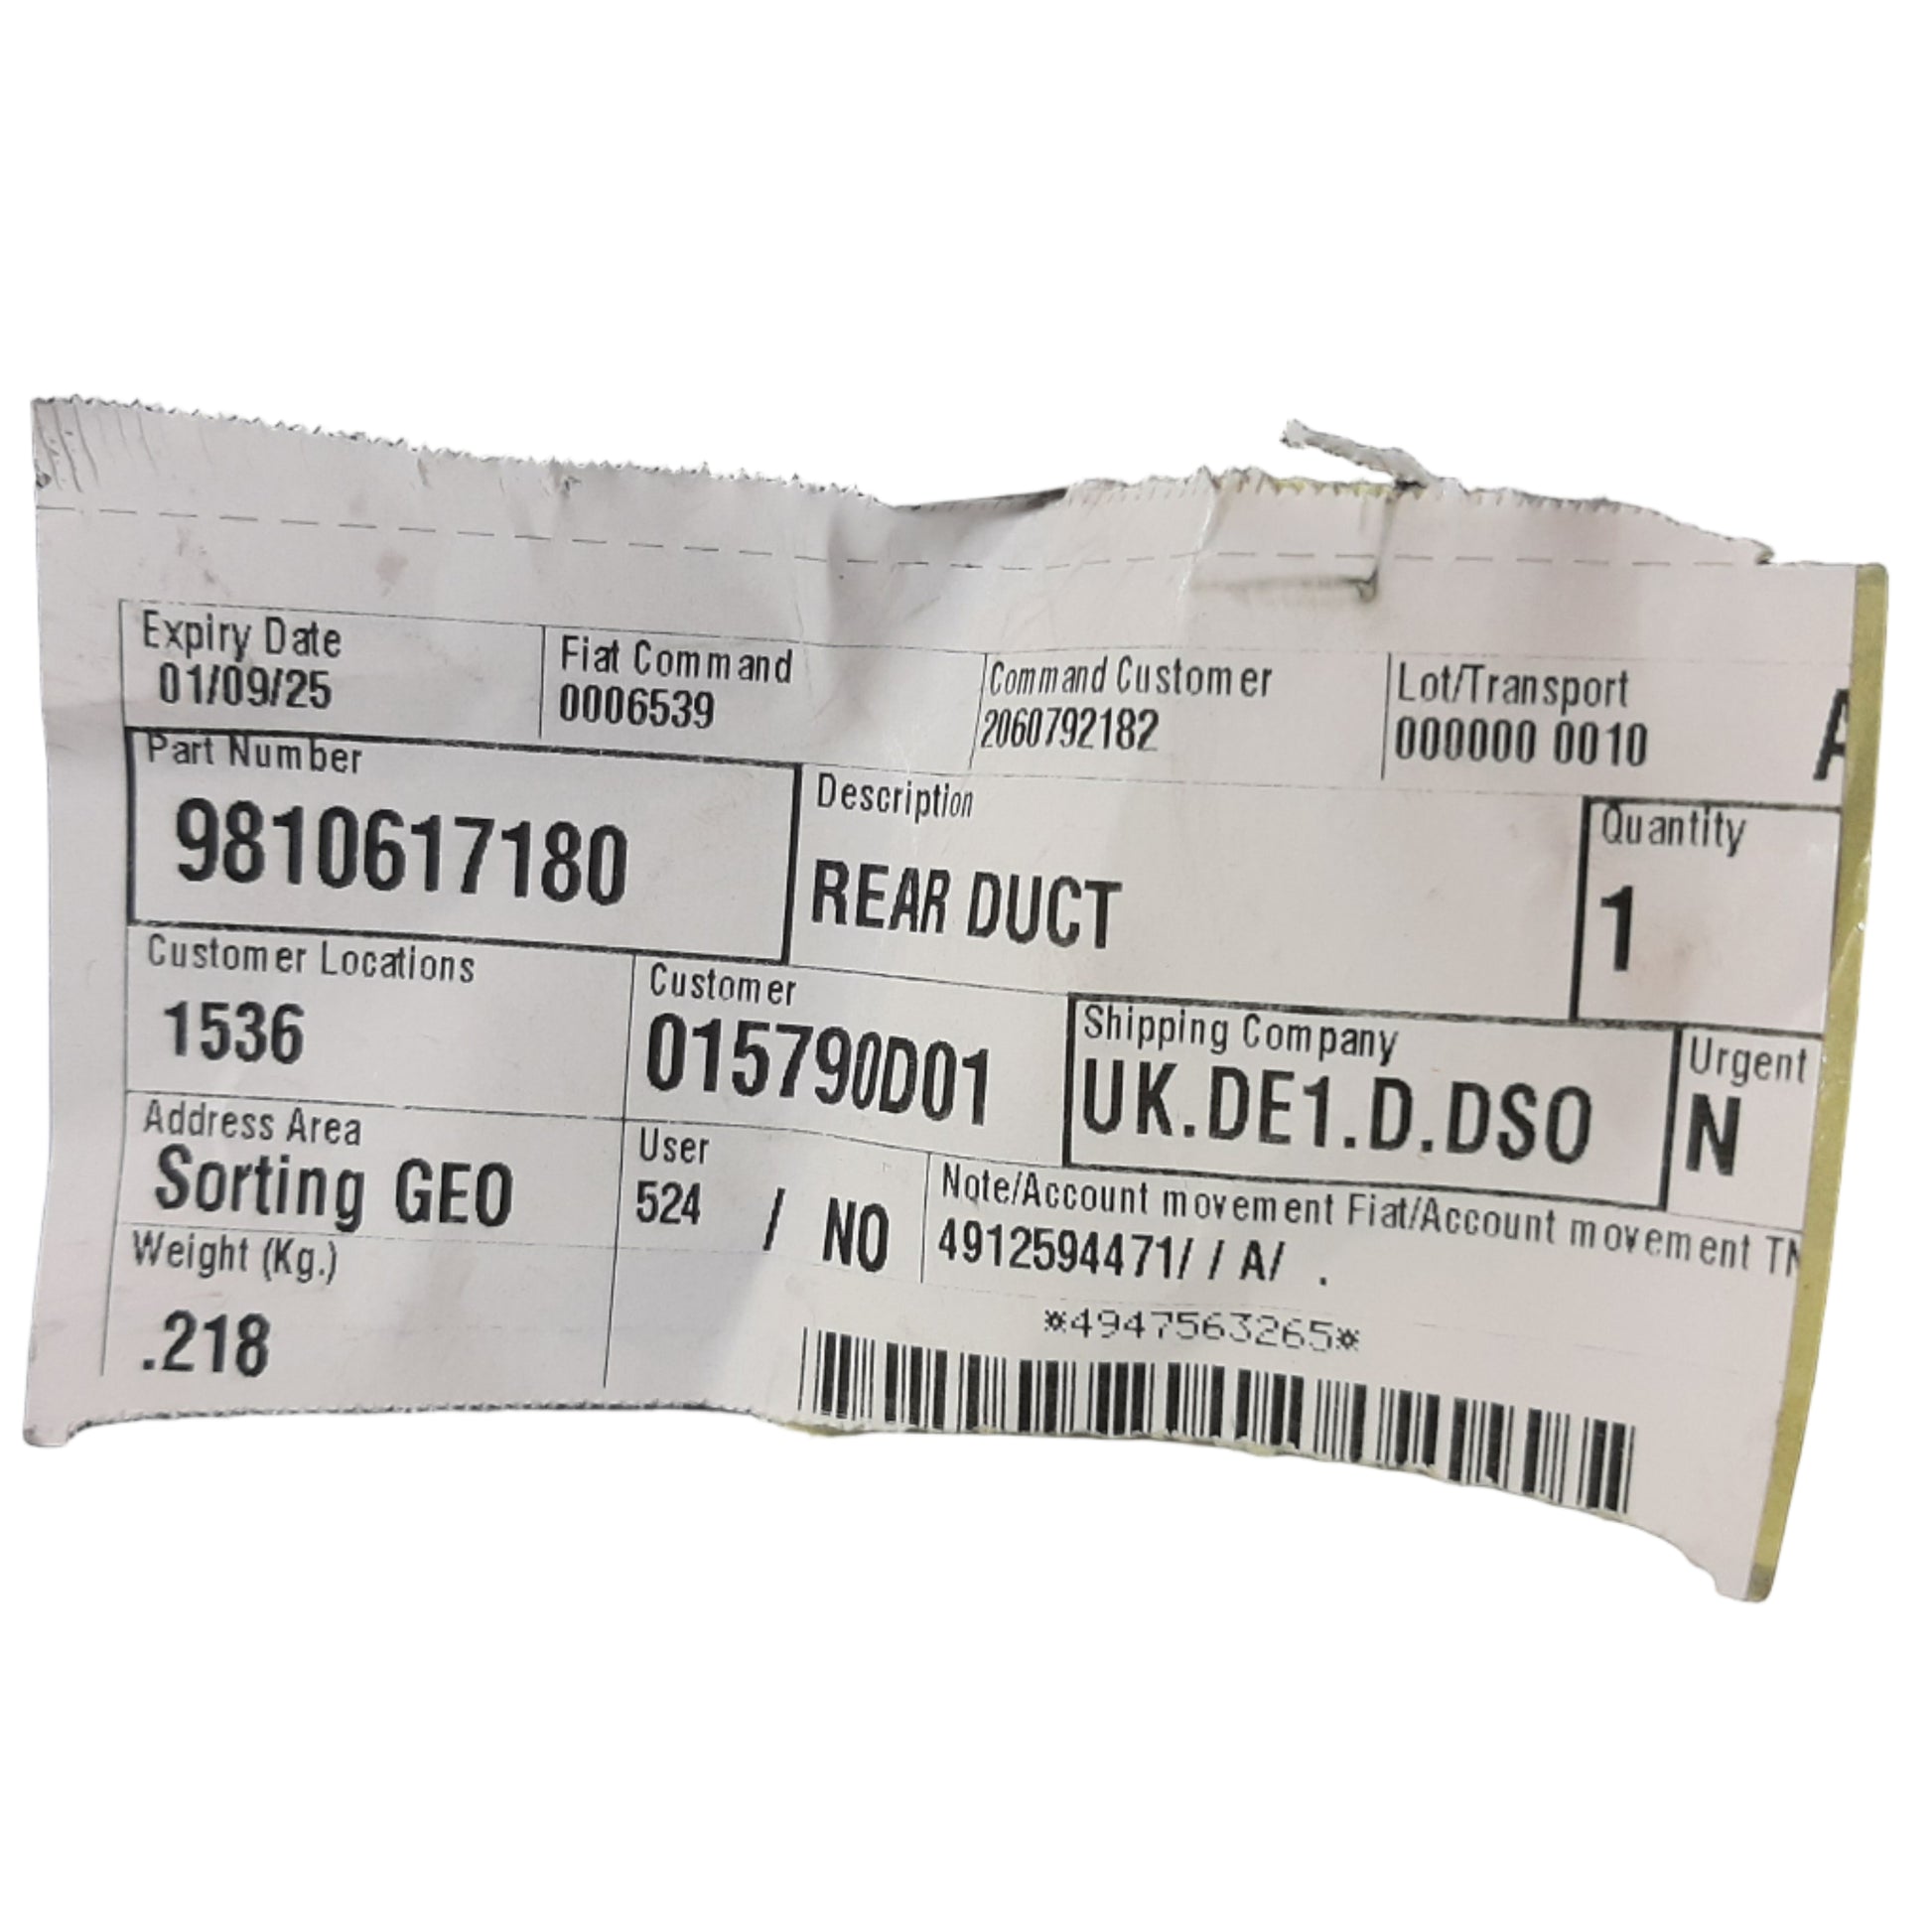 Expiry Date
01/09/25
Fiat Command
0006539
Command Customer
2060792182
Lot/Transport
000000 0010
A
Part Number
9810617180
Description
REAR DUCT
Quantity
1
Customer Locations
1536
Customer
015790D01
Shipping Company
UK.DE1.D.DSO
Urgent
N
Address Area
Sorting GEO
User
524 / NO
Note/Account movement Fiat/Account movement TN
4912594471/ / A/ .
Weight (Kg.)
.218
*4947563265*